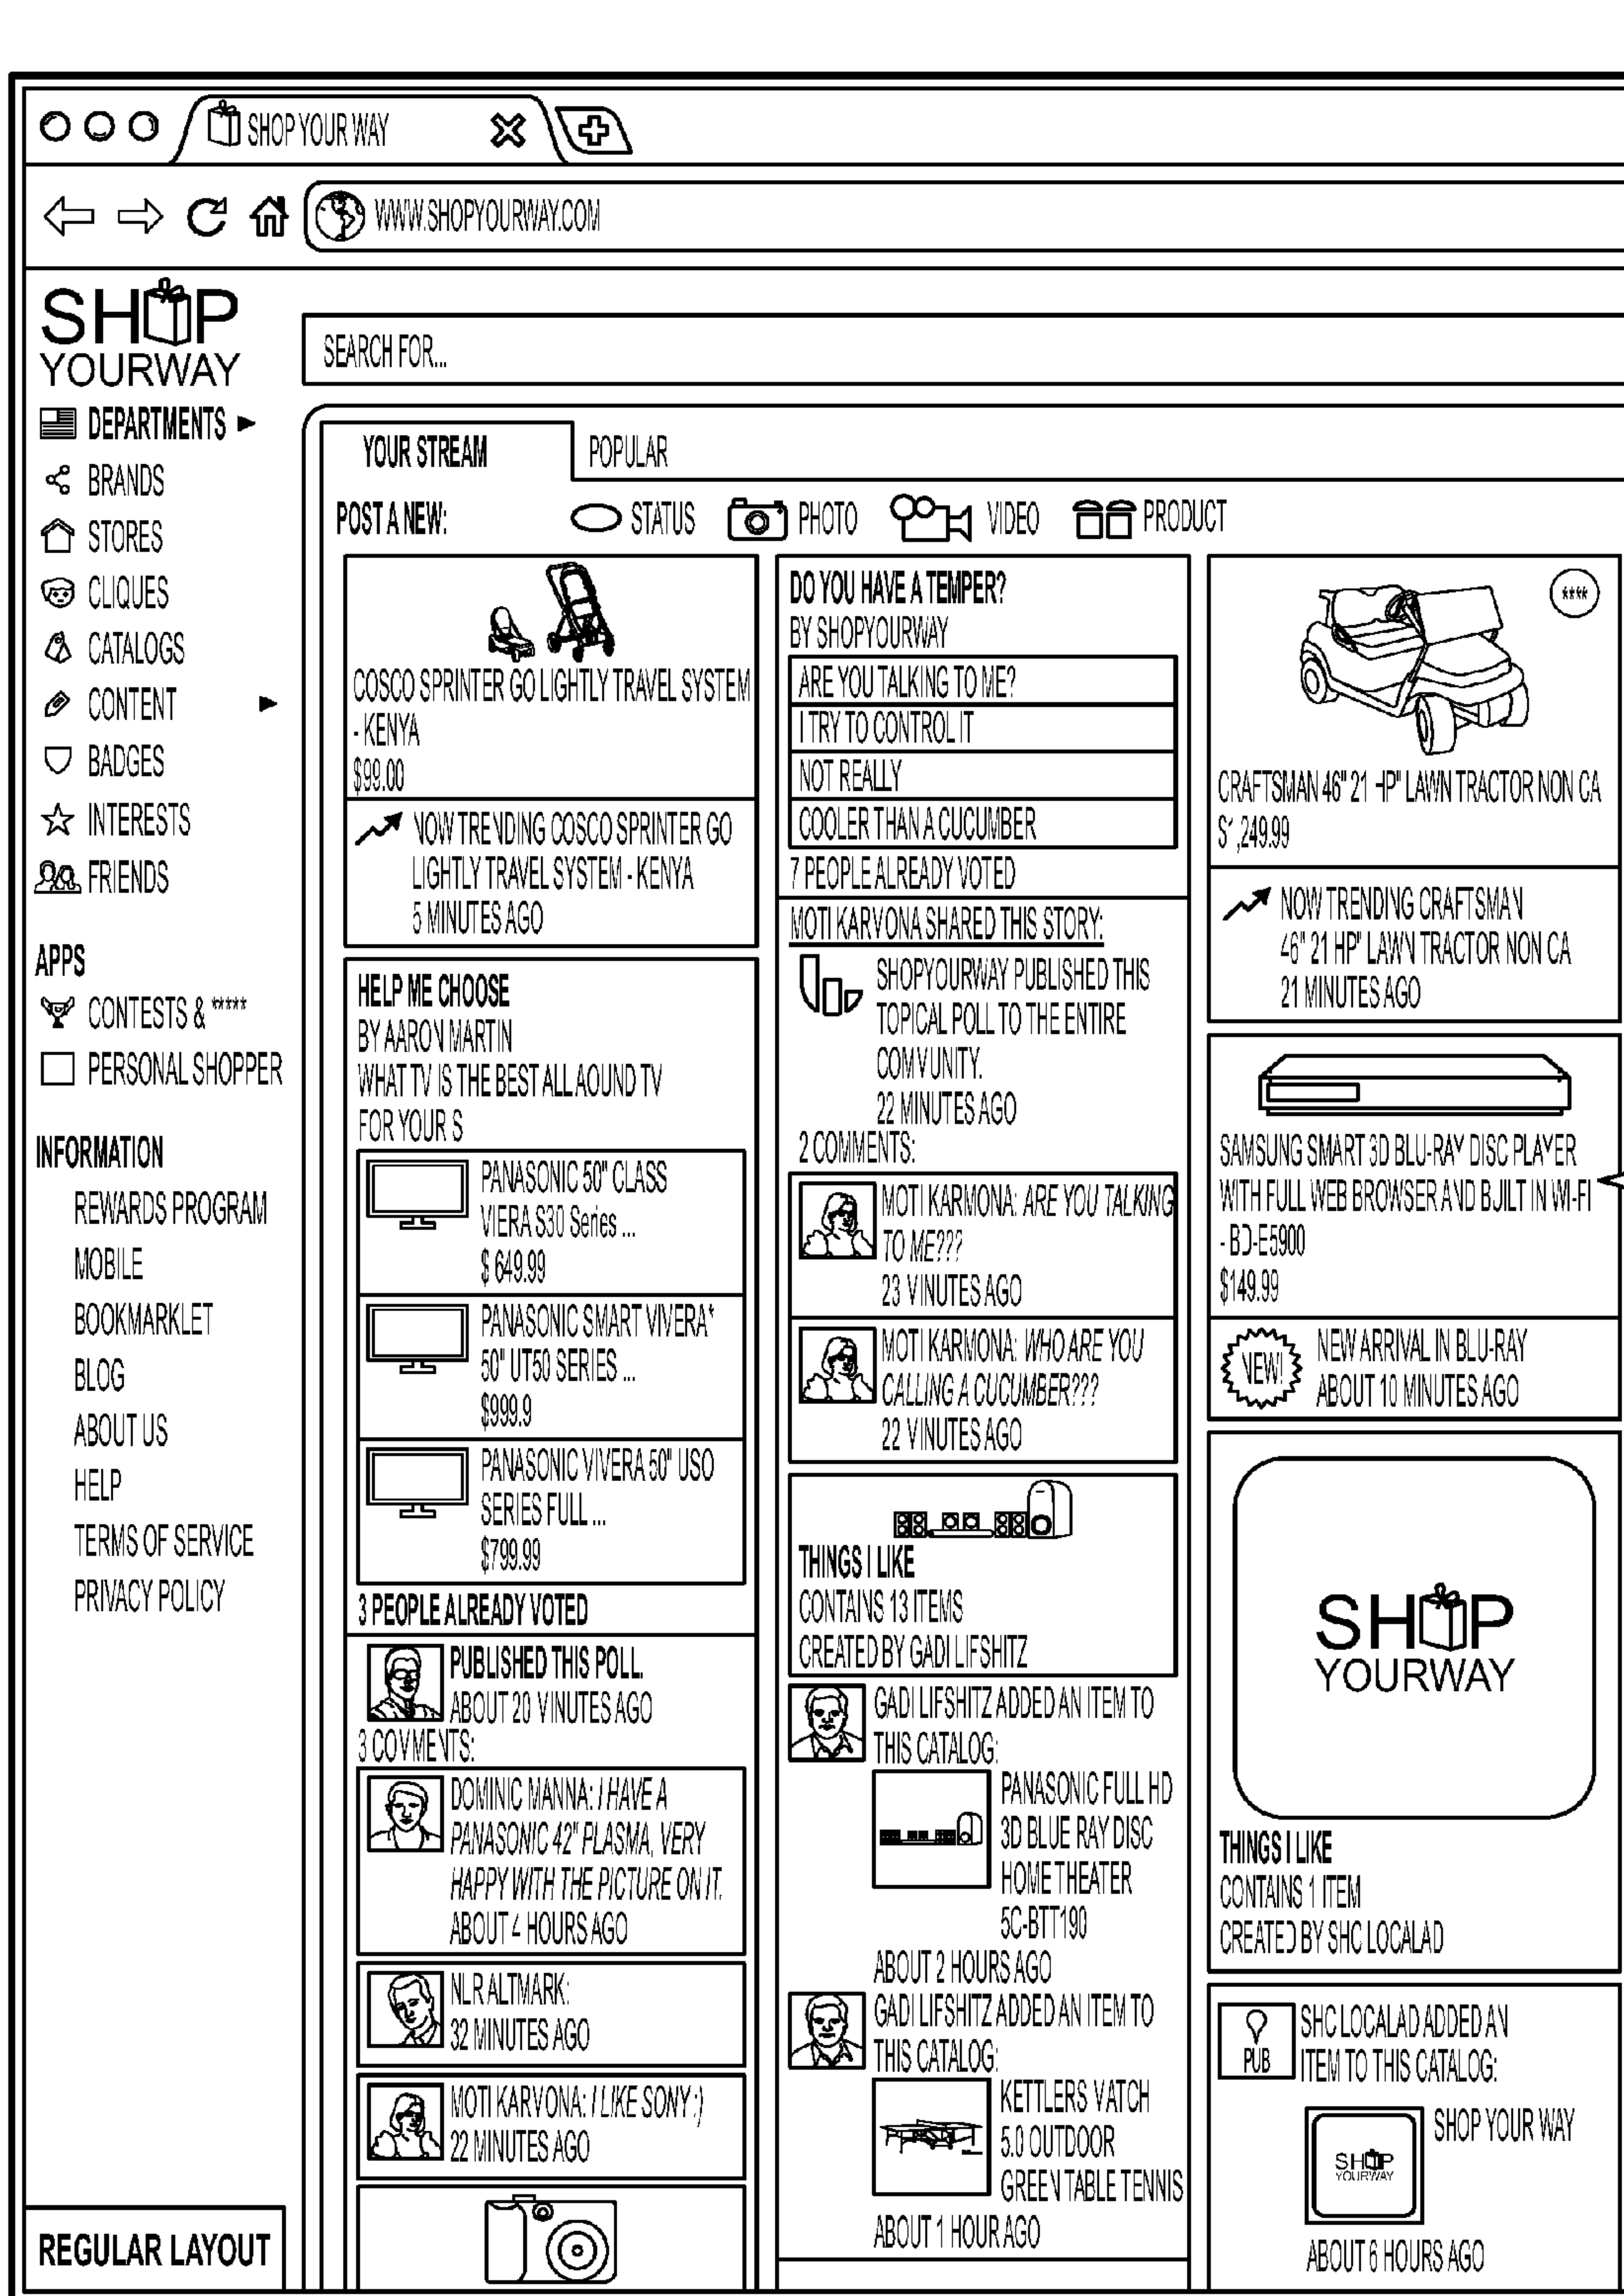 SHOP YOUR WAY
WWW.SHOPYOURWAY.COM
SHOP
YOURWAY
SEARCH FOR...
DEPARTMENTS
BRANDS
STORES
CLIQUES
CATALOGS
CONTENT
BADGES
INTERESTS
FRIENDS
APPS
CONTESTS & *****
PERSONAL SHOPPER
INFORMATION
REWARDS PROGRAM
MOBILE
BOOKMARKLET
BLOG
ABOUT US
HELP
TERMS OF SERVICE
PRIVACY POLICY
REGULAR LAYOUT
YOUR STREAM
POPULAR
POST A NEW:
STATUS
PHOTO
VIDEO
PRODUCT
COSCO SPRINTER GO LIGHTLY TRAVEL SYSTEM
- KENYA
$99.00
NOW TRENDING COSCO SPRINTER GO
LIGHTLY TRAVEL SYSTEM - KENYA
5 MINUTES AGO
HELP ME CHOOSE
BY AARON MARTIN
WHAT TV IS THE BEST ALL AOUND TV
FOR YOUR S
PANASONIC 50" CLASS
VIERA S30 Series ...
$ 649.99
PANASONIC SMART VIVERA*
50" UT50 SERIES ...
$999.9
PANASONIC VIVERA 50" USO
SERIES FULL ...
$799.99
3 PEOPLE ALREADY VOTED
PUBLISHED THIS POLL.
ABOUT 20 MINUTES AGO
3 COMMENTS:
DOMINIC MANNA: I HAVE A
PANASONIC 42" PLASMA, VERY
HAPPY WITH THE PICTURE ON IT.
ABOUT 4 HOURS AGO
NLR ALTMARK:
32 MINUTES AGO
MOTI KARVONA: I LIKE SONY :)
22 MINUTES AGO
DO YOU HAVE A TEMPER?
BY SHOPYOURWAY
ARE YOU TALKING TO ME?
I TRY TO CONTROL IT
NOT REALLY
COOLER THAN A CUCUMBER
7 PEOPLE ALREADY VOTED
MOTI KARVONA SHARED THIS STORY:
SHOPYOURWAY PUBLISHED THIS
TOPICAL POLL TO THE ENTIRE
COMVUNITY.
22 MINUTES AGO
2 COMMENTS:
MOTI KARMONA: ARE YOU TALKING
TO ME???
23 MINUTES AGO
MOTI KARMONA: WHO ARE YOU
CALLING A CUCUMBER???
22 MINUTES AGO
THINGS I LIKE
CONTAINS 13 ITEMS
CREATED BY GADI LIFSHITZ
GADI LIFSHITZ ADDED AN ITEM TO
THIS CATALOG:
PANASONIC FULL HD
3D BLUE RAY DISC
HOME THEATER
5C-BTT190
ABOUT 2 HOURS AGO
GADI LIFSHITZ ADDED AN ITEM TO
THIS CATALOG:
KETTLERS VATCH
5.0 OUTDOOR
GREEN TABLE TENNIS
ABOUT 1 HOUR AGO
****
CRAFTSMAN 46" 21 HP" LAWN TRACTOR NON CA
$1,249.99
NOW TRENDING CRAFTSMAN
46" 21 HP" LAWN TRACTOR NON CA
21 MINUTES AGO
SAMSUNG SMART 3D BLU-RAY DISC PLAYER
WITH FULL WEB BROWSER AND BUILT IN WI-FI
- BD-E5900
$149.99
NEW!
NEW ARRIVAL IN BLU-RAY
ABOUT 10 MINUTES AGO
SHOP
YOURWAY
THINGS I LIKE
CONTAINS 1 ITEM
CREATED BY SHC LOCALAD
PUB
SHC LOCALAD ADDED AN
ITEM TO THIS CATALOG:
SHOP
YOURWAY
SHOP YOUR WAY
ABOUT 6 HOURS AGO